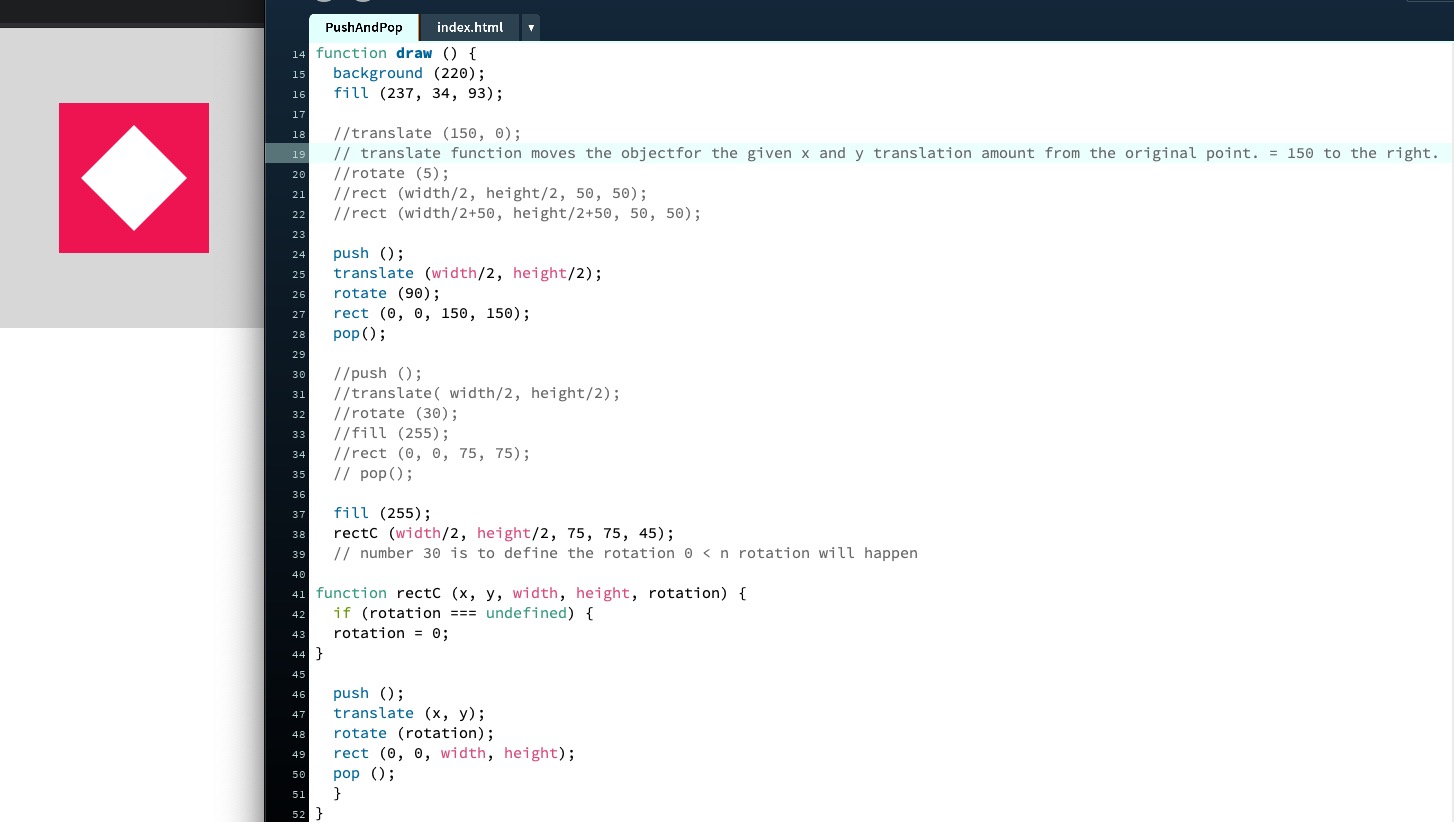 PushAndPop index.html ▼
14 function draw () {
15 background (220);
16 fill (237, 34, 93);
17
18 //translate (150, 0);
19 // translate function moves the objectfor the given x and y translation amount from the original point. = 150 to the right.
20 //rotate (5);
21 //rect (width/2, height/2, 50, 50);
22 //rect (width/2+50, height/2+50, 50, 50);
23
24 push ();
25 translate (width/2, height/2);
26 rotate (90);
27 rect (0, 0, 150, 150);
28 pop();
29
30 //push ();
31 //translate( width/2, height/2);
32 //rotate (30);
33 //fill (255);
34 //rect (0, 0, 75, 75);
35 // pop();
36
37 fill (255);
38 rectC (width/2, height/2, 75, 75, 45);
39 // number 30 is to define the rotation 0 < n rotation will happen
40
41 function rectC (x, y, width, height, rotation) {
42 if (rotation === undefined) {
43 rotation = 0;
44 }
45
46 push ();
47 translate (x, y);
48 rotate (rotation);
49 rect (0, 0, width, height);
50 pop ();
51 }
52 }